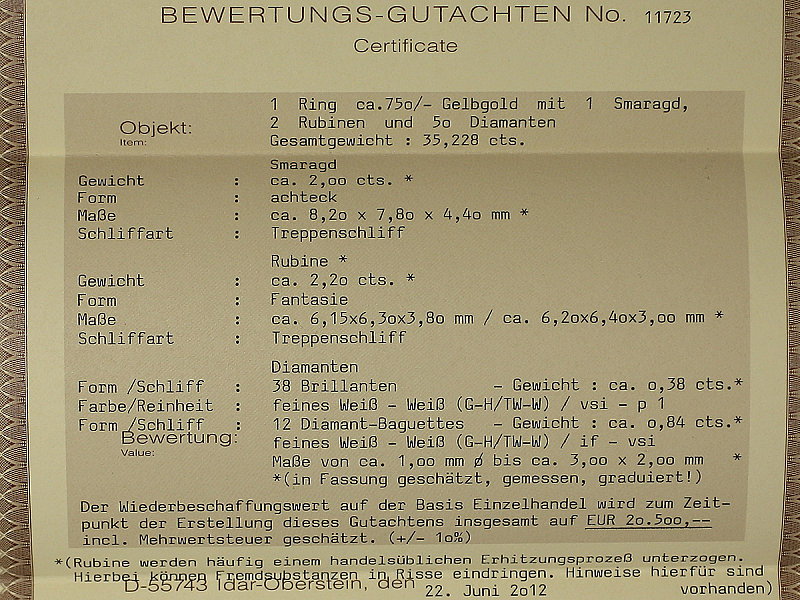 BEWERTUNGS-GUTACHTEN No. 11723
Certificate
Objekt:
Item:
1 Ring ca.75o/- Gelbgold mit 1 Smaragd,
2 Rubinen und 5o Diamanten
Gesamtgewicht : 35,228 cts.
Smaragd
Gewicht : ca. 2,oo cts. *
Form : achteck
Maße : ca. 8,2o x 7,8o x 4,4o mm *
Schliffart : Treppenschliff
Rubine *
Gewicht : ca. 2,2o cts. *
Form : Fantasie
Maße : ca. 6,15x6,3ox3,8o mm / ca. 6,2ox6,4ox3,oo mm *
Schliffart : Treppenschliff
Diamanten
Form /Schliff : 38 Brillanten - Gewicht : ca. o,38 cts.*
Farbe/Reinheit : feines Weiß - Weiß (G-H/TW-W) / vsi - p 1
Form /Schliff : 12 Diamant-Baguettes - Gewicht : ca. o,84 cts.*
Bewertung:
Value:
feines Weiß - Weiß (G-H/TW-W) / if - vsi
Maße von ca. 1,oo mm ø bis ca. 3,oo x 2,oo mm *
*(in Fassung geschätzt, gemessen, graduiert!)
Der Wiederbeschaffungswert auf der Basis Einzelhandel wird zum Zeit-
punkt der Erstellung dieses Gutachtens insgesamt auf EUR 2o.5oo,--
incl. Mehrwertsteuer geschätzt. (+/- 1o%)
*(Rubine werden häufig einem handelsüblichen Erhitzungsprozeß unterzogen.
Hierbei können Fremdsubstanzen in Risse eindringen. Hinweise hierfür sind
vorhanden)
D-55743 Idar-Oberstein, den 22. Juni 2o12